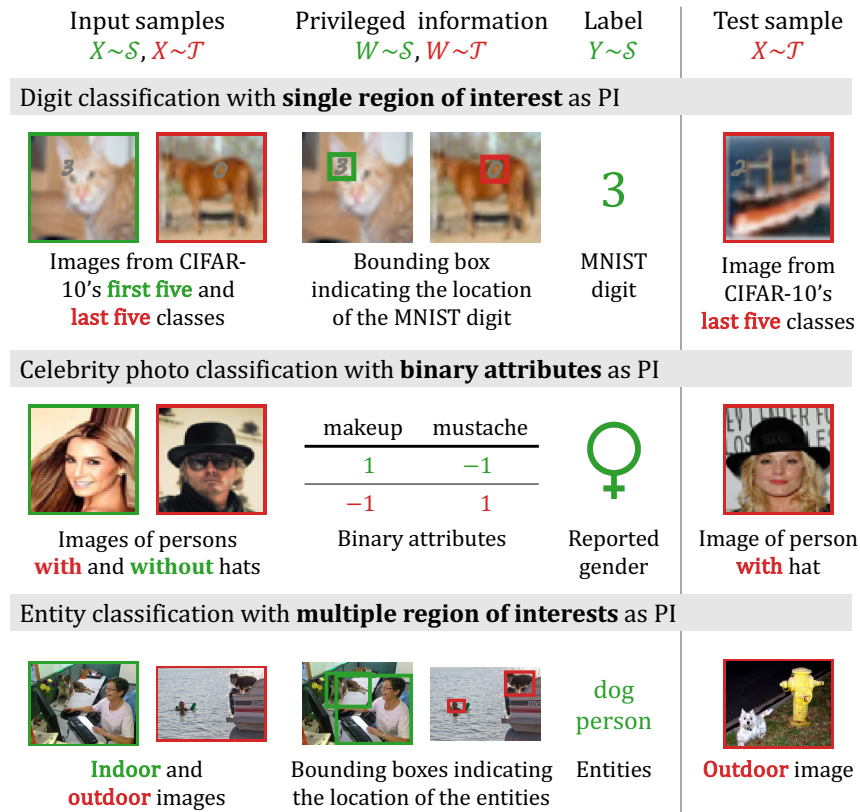 Input samples Privileged information Label Test sample
X~S, X~T W~S, W~T Y~S X~T
Digit classification with single region of interest as PI
3 0 3 0 3 2
Images from CIFAR- Bounding box MNIST Image from
10's first five and indicating the location digit CIFAR-10's
last five classes of the MNIST digit last five classes
Celebrity photo classification with binary attributes as PI
makeup mustache
1 −1
−1 1
Images of persons Binary attributes Reported Image of person
with and without hats gender with hat
Entity classification with multiple region of interests as PI
dog
person
Indoor and Bounding boxes indicating Entities Outdoor image
outdoor images the location of the entities